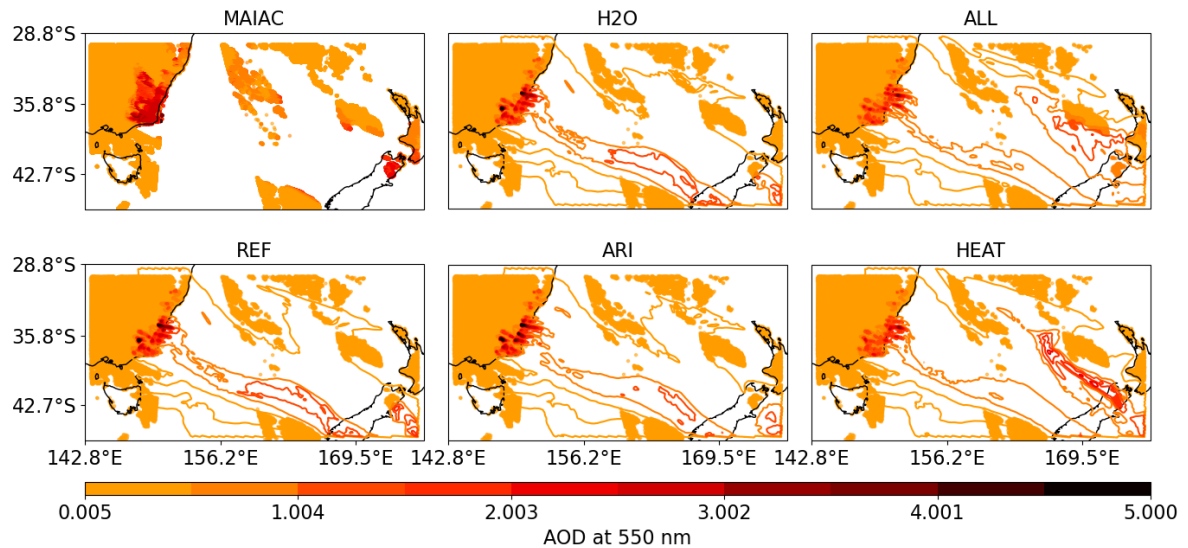 MAIAC H2O ALL
28.8°S
35.8°S
42.7°S
REF ARI HEAT
28.8°S
35.8°S
42.7°S
142.8°E 156.2°E 169.5°E 142.8°E 156.2°E 169.5°E 142.8°E 156.2°E 169.5°E
0.005 1.004 2.003 3.002 4.001 5.000
AOD at 550 nm